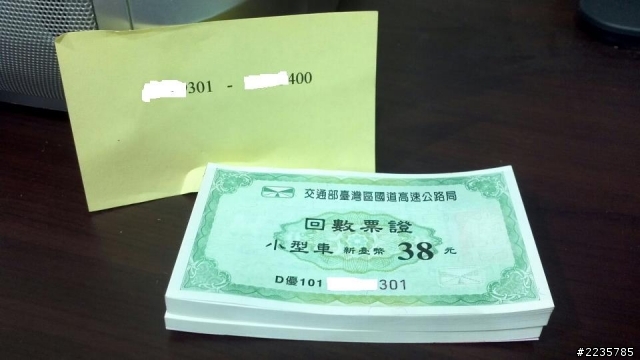 301 - 400
交通部臺灣區國道高速公路局
回數票證
小型車 新臺幣 38 元
D優101 301
#2235785